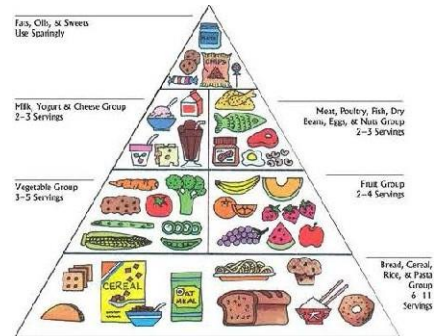 Fats, Oils, & Sweets
Use Sparingly
CHIPS
Milk, Yogurt & Cheese Group
2-3 Servings
Meat, Poultry, Fish, Dry
Beans, Eggs, & Nuts Group
2-3 Servings
Vegetable Group
3-5 Servings
Fruit Group
2-4 Servings
Bread, Cereal,
Rice, & Pasta
Group
6 11
Servings
CEREAL
OAT
MEAL